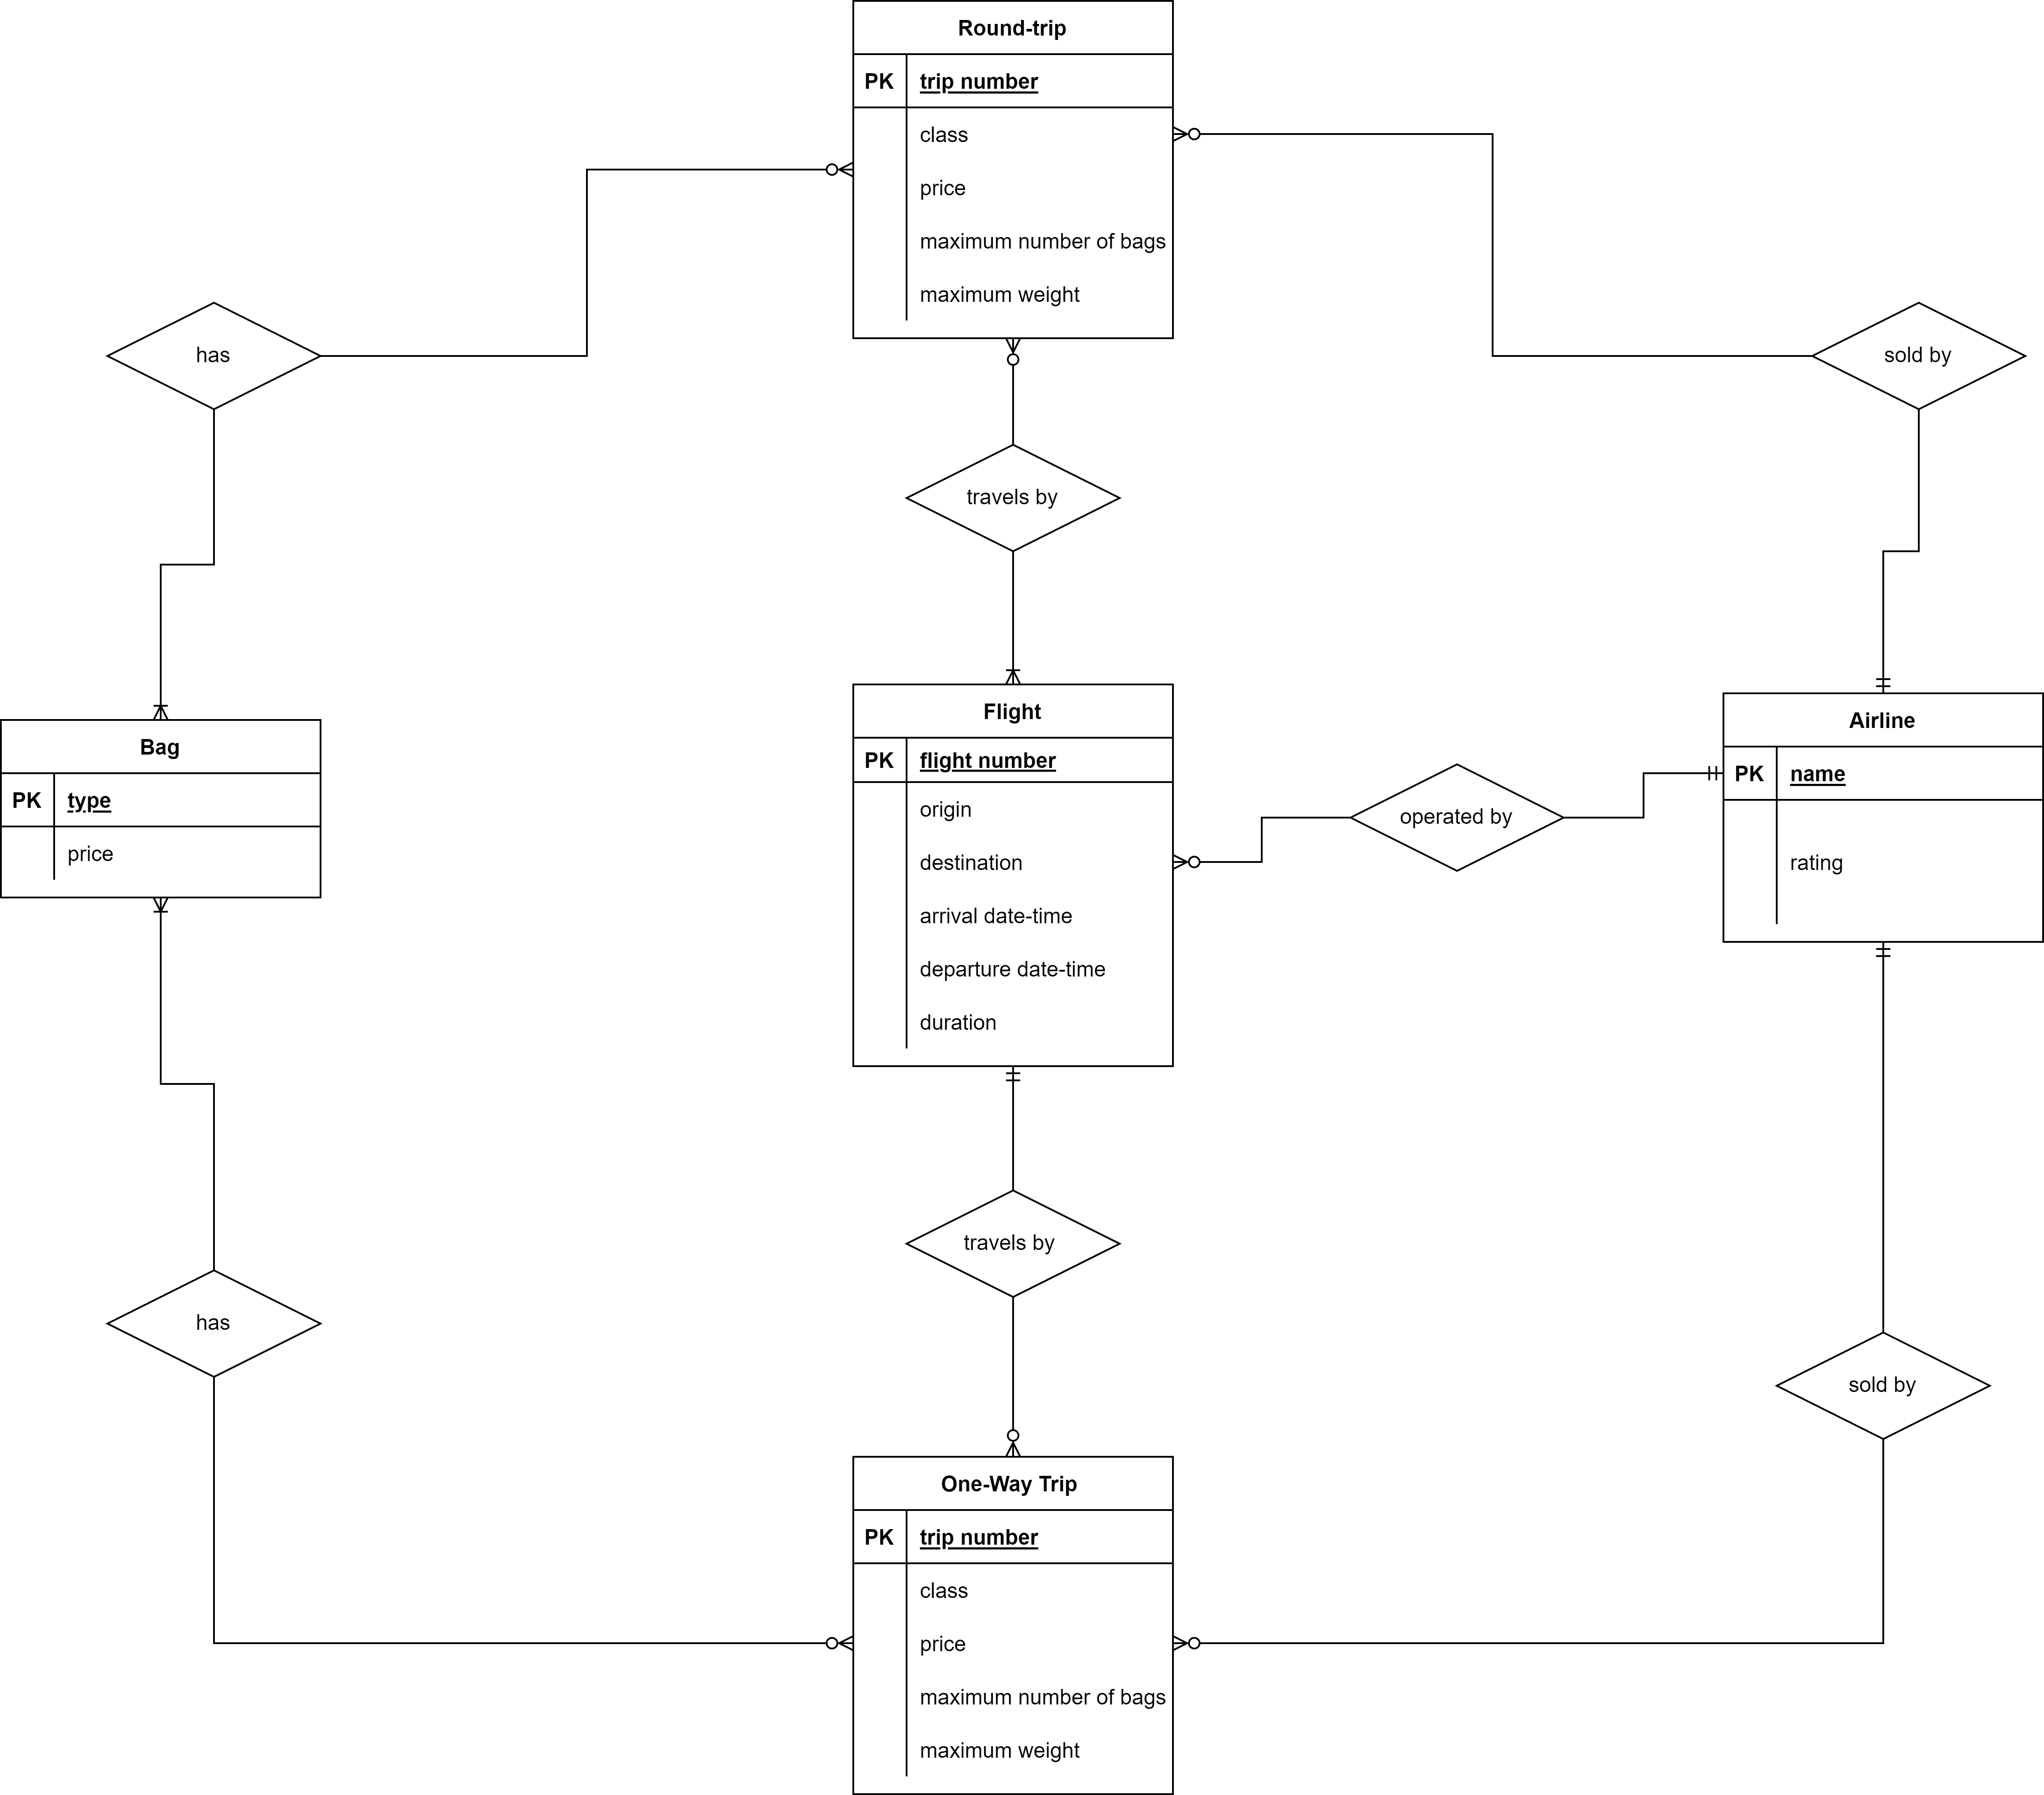 Round-trip
PK trip number
class
price
maximum number of bags
maximum weight
has
sold by
travels by
Bag
PK type
price
Flight
PK flight number
origin
destination
arrival date-time
departure date-time
duration
operated by
Airline
PK name
rating
travels by
has
sold by
One-Way Trip
PK trip number
class
price
maximum number of bags
maximum weight